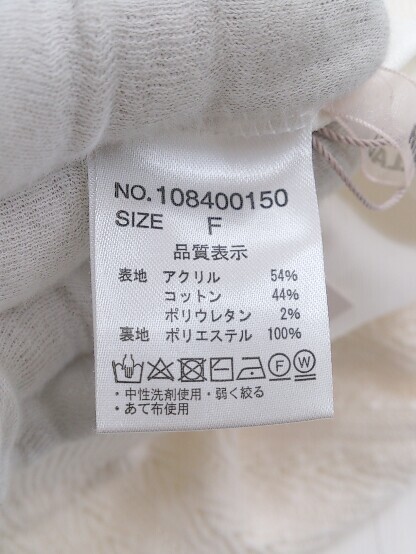 NO.108400150
SIZE F
品質表示
表地 アクリル 54%
コットン 44%
ポリウレタン 2%
裏地 ポリエステル 100%
F W
・中性洗剤使用・弱く絞る
・あて布使用